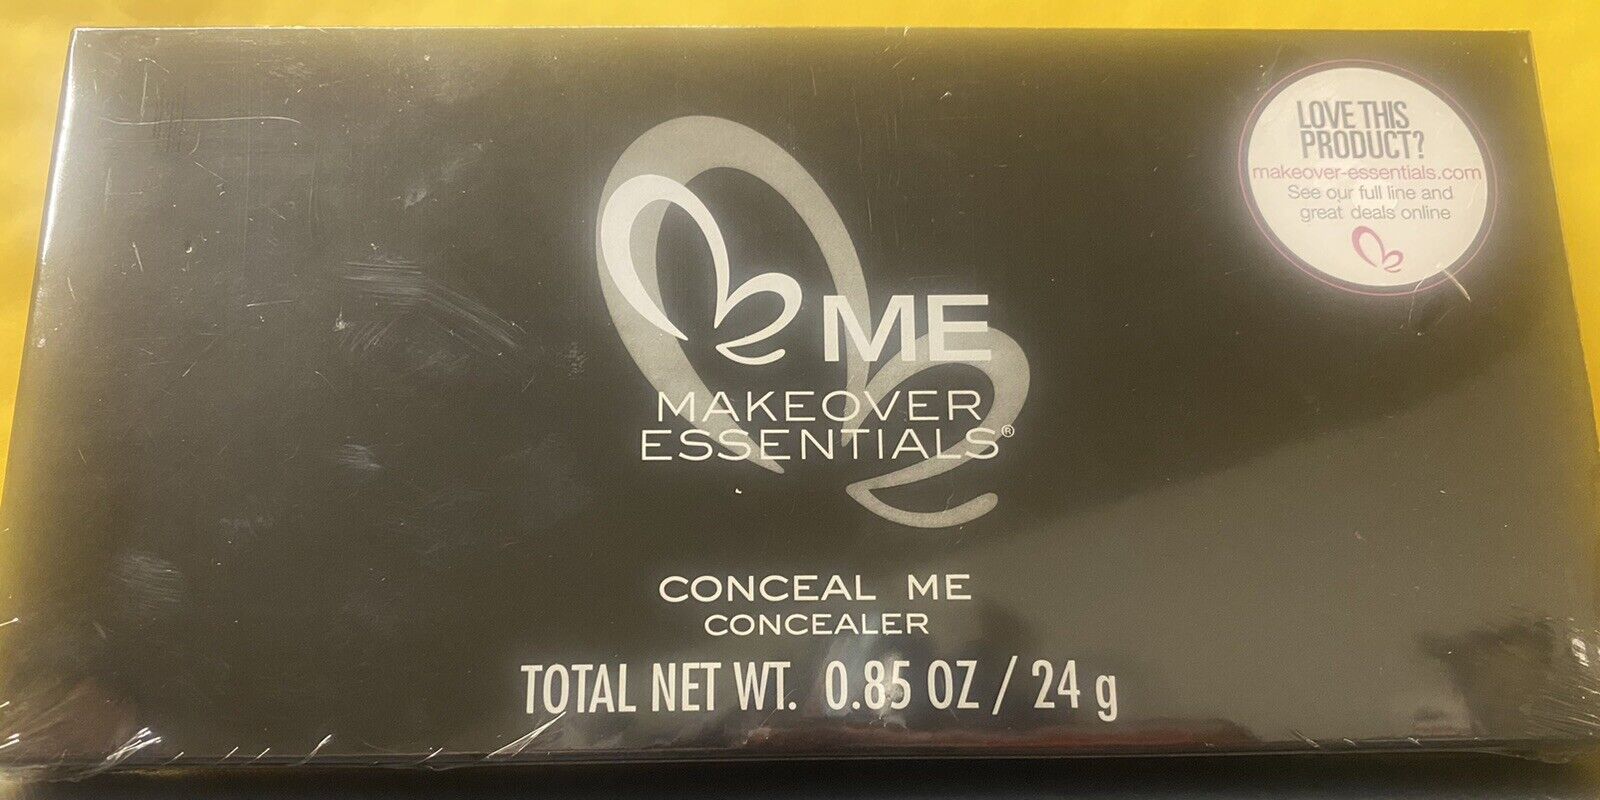 LOVE THIS
PRODUCT?
makeover-essentials.com
See our full line and
great deals online
ME
MAKEOVER
ESSENTIALS®
CONCEAL ME
CONCEALER
TOTAL NET WT. 0.85 OZ / 24 g